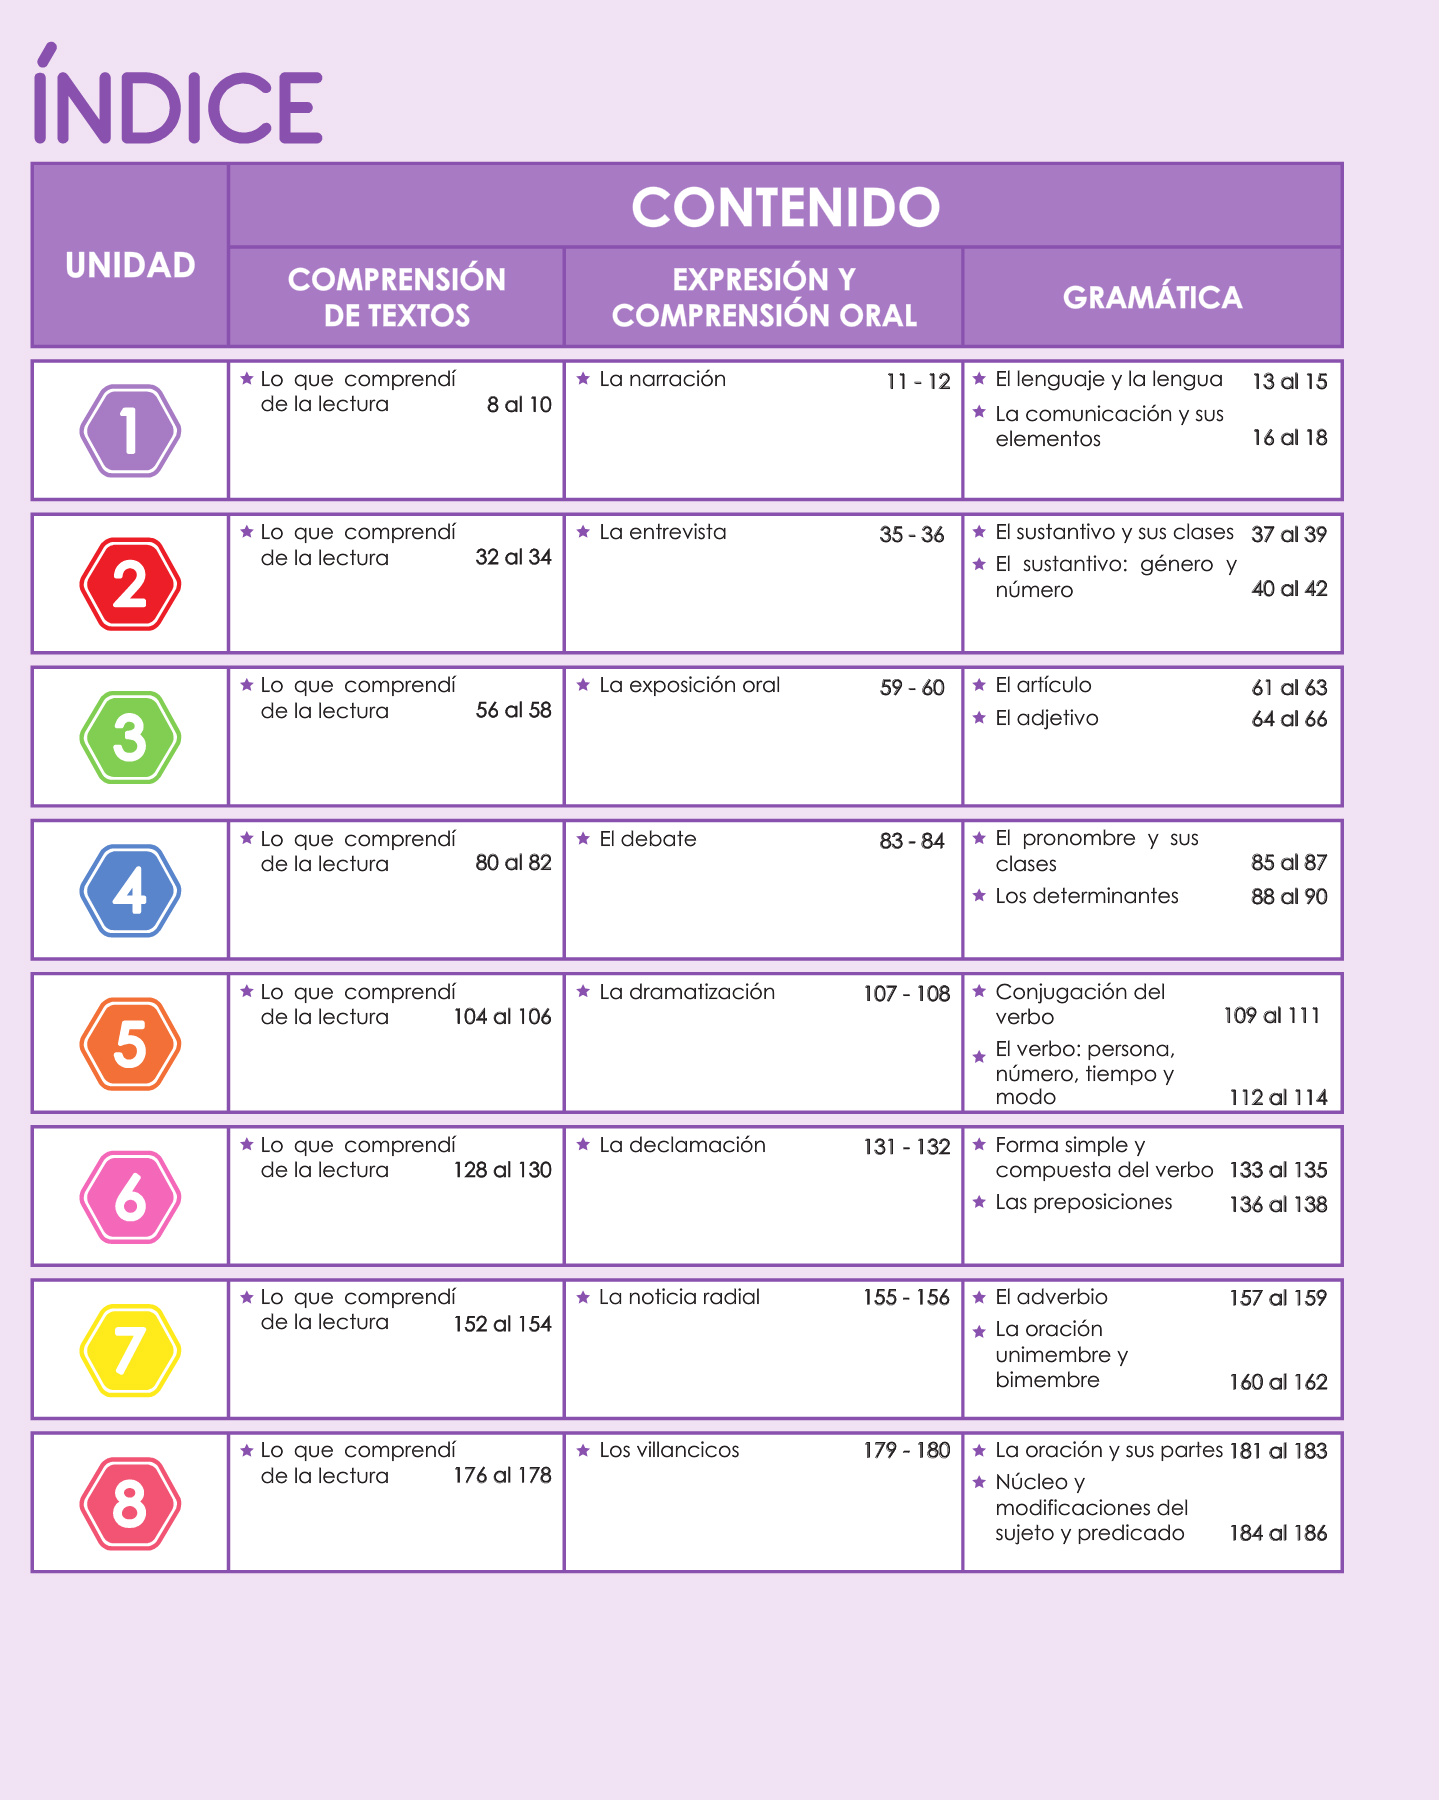 ÍNDICE
UNIDAD
CONTENIDO
COMPRENSIÓN
DE TEXTOS
EXPRESIÓN Y
COMPRENSIÓN ORAL
GRAMÁTICA
1
Lo que comprendí
de la lectura 8 al 10
La narración 11 - 12
El lenguaje y la lengua 13 al 15
La comunicación y sus
elementos 16 al 18
2
Lo que comprendí
de la lectura 32 al 34
La entrevista 35 - 36
El sustantivo y sus clases 37 al 39
El sustantivo: género y
número 40 al 42
3
Lo que comprendí
de la lectura 56 al 58
La exposición oral 59 - 60
El artículo 61 al 63
El adjetivo 64 al 66
4
Lo que comprendí
de la lectura 80 al 82
El debate 83 - 84
El pronombre y sus
clases 85 al 87
Los determinantes 88 al 90
5
Lo que comprendí
de la lectura 104 al 106
La dramatización 107 - 108
Conjugación del
verbo 109 al 111
El verbo: persona,
número, tiempo y
modo 112 al 114
6
Lo que comprendí
de la lectura 128 al 130
La declamación 131 - 132
Forma simple y
compuesta del verbo 133 al 135
Las preposiciones 136 al 138
7
Lo que comprendí
de la lectura 152 al 154
La noticia radial 155 - 156
El adverbio 157 al 159
La oración
unimembre y
bimembre 160 al 162
8
Lo que comprendí
de la lectura 176 al 178
Los villancicos 179 - 180
La oración y sus partes 181 al 183
Núcleo y
modificaciones del
sujeto y predicado 184 al 186